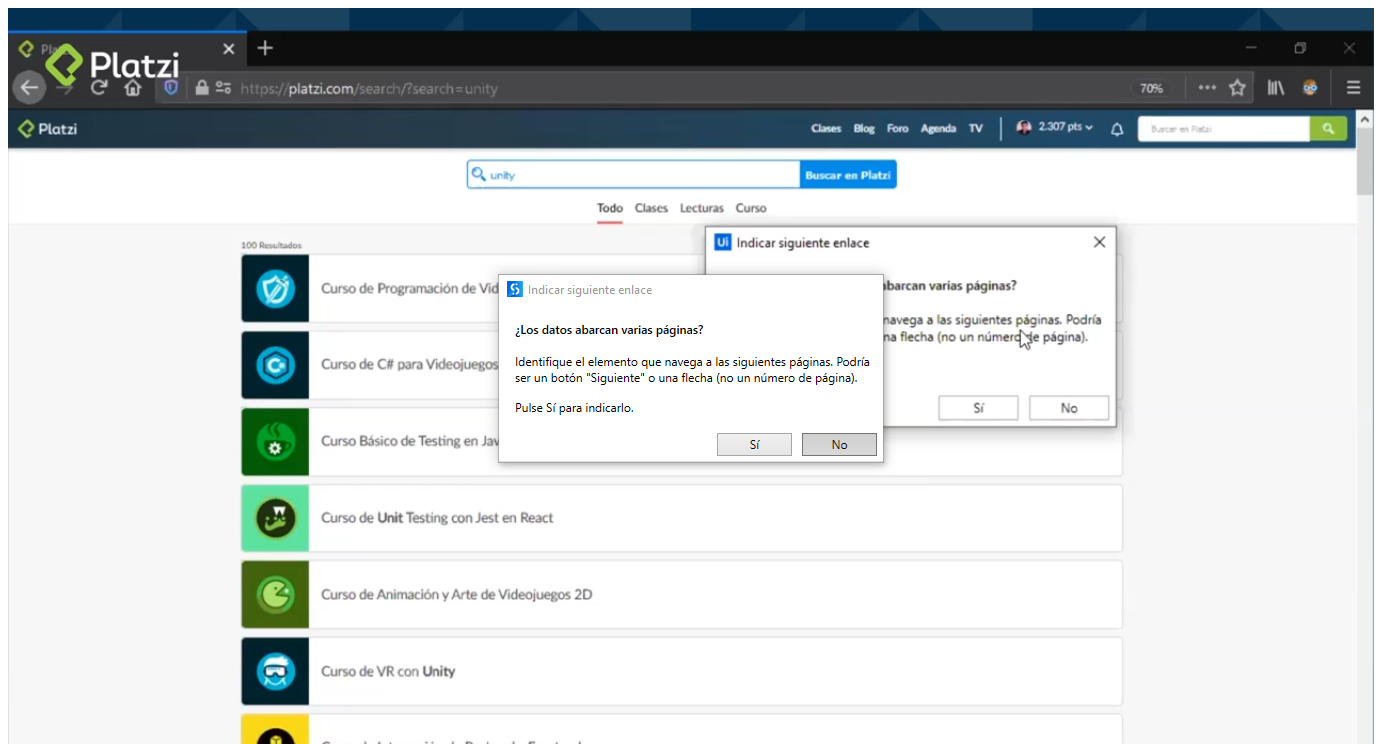 Platzi
https://platzi.com/search/?search=unity
70%
Platzi
Clases Blog Foro Agenda TV
2.307 pts
Buscar en Platzi
unity
Buscar en Platzi
Todo Clases Lecturas Curso
100 Resultados
Ui Indicar siguiente enlace
abarcan varias páginas?
navega a las siguientes páginas. Podría
na flecha (no un número de página).
Sí No
Indicar siguiente enlace
¿Los datos abarcan varias páginas?
Identifique el elemento que navega a las siguientes páginas. Podría
ser un botón "Siguiente" o una flecha (no un número de página).
Pulse Sí para indicarlo.
Sí No
Curso de Programación de Vid
Curso de C# para Videojuegos
Curso Básico de Testing en Jav
Curso de Unit Testing con Jest en React
Curso de Animación y Arte de Videojuegos 2D
Curso de VR con Unity